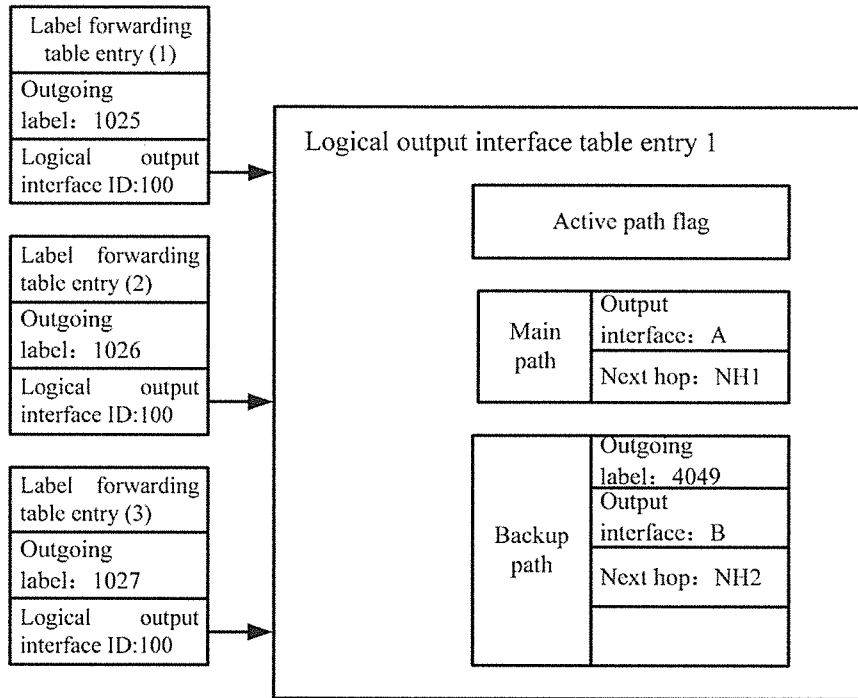 Label forwarding
table entry (1)
Outgoing
label: 1025
Logical output
interface ID:100
Label forwarding
table entry (2)
Outgoing
label: 1026
Logical output
interface ID:100
Label forwarding
table entry (3)
Outgoing
label: 1027
Logical output
interface ID:100
Logical output interface table entry 1
Active path flag
Main
path
Output
interface: A
Next hop: NH1
Backup
path
Outgoing
label: 4049
Output
interface: B
Next hop: NH2